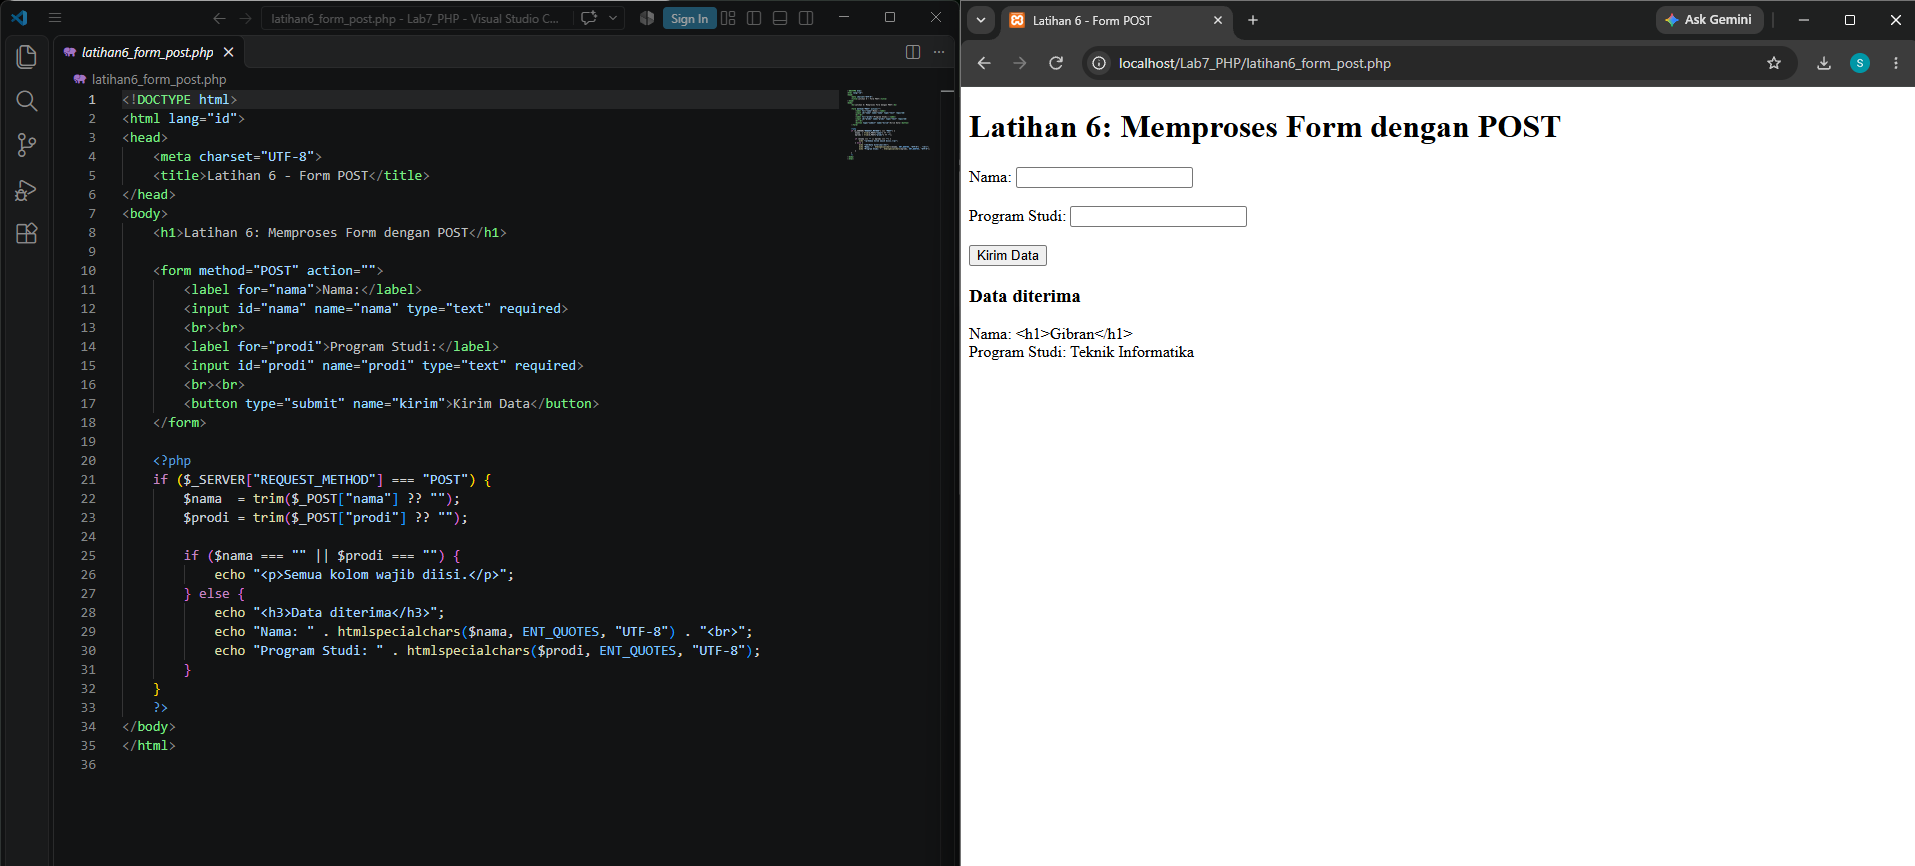 latihan6_form_post.php - Lab7_PHP - Visual Studio C...
Sign In
latihan6_form_post.php
latihan6_form_post.php
1 <!DOCTYPE html>
2 <html lang="id">
3 <head>
4     <meta charset="UTF-8">
5     <title>Latihan 6 - Form POST</title>
6 </head>
7 <body>
8     <h1>Latihan 6: Memproses Form dengan POST</h1>
9
10     <form method="POST" action="">
11         <label for="nama">Nama:</label>
12         <input id="nama" name="nama" type="text" required>
13         <br><br>
14         <label for="prodi">Program Studi:</label>
15         <input id="prodi" name="prodi" type="text" required>
16         <br><br>
17         <button type="submit" name="kirim">Kirim Data</button>
18     </form>
19
20     <?php
21     if ($_SERVER["REQUEST_METHOD"] === "POST") {
22         $nama  = trim($_POST["nama"] ?? "");
23         $prodi = trim($_POST["prodi"] ?? "");
24
25         if ($nama === "" || $prodi === "") {
26             echo "<p>Semua kolom wajib diisi.</p>";
27         } else {
28             echo "<h3>Data diterima</h3>";
29             echo "Nama: " . htmlspecialchars($nama, ENT_QUOTES, "UTF-8") . "<br>";
30             echo "Program Studi: " . htmlspecialchars($prodi, ENT_QUOTES, "UTF-8");
31         }
32     }
33     ?>
34 </body>
35 </html>
36
Latihan 6 - Form POST
Ask Gemini
localhost/Lab7_PHP/latihan6_form_post.php
S
Latihan 6: Memproses Form dengan POST
Nama:
Program Studi:
Kirim Data
Data diterima
Nama: <h1>Gibran</h1>
Program Studi: Teknik Informatika